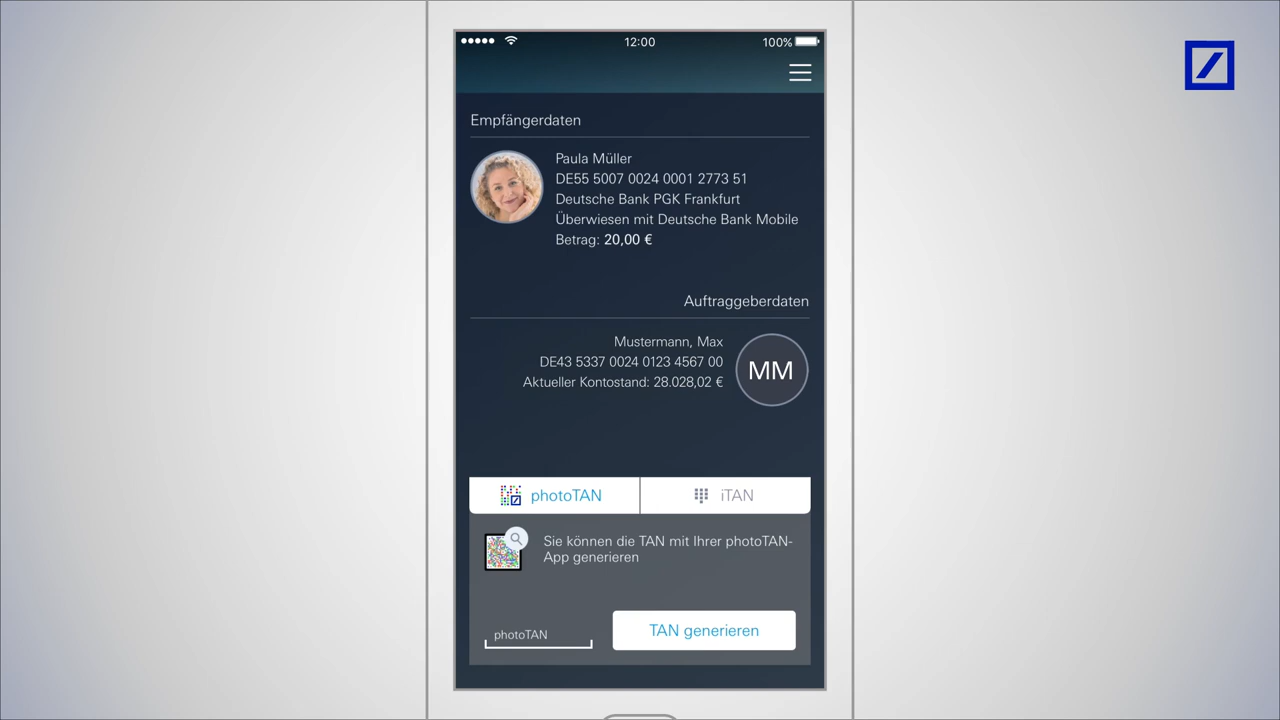 12:00
100%
Empfängerdaten
Paula Müller
DE55 5007 0024 0001 2773 51
Deutsche Bank PGK Frankfurt
Überwiesen mit Deutsche Bank Mobile
Betrag: 20,00 €
Auftraggeberdaten
Mustermann, Max
DE43 5337 0024 0123 4567 00
Aktueller Kontostand: 28.028,02 €
MM
photoTAN
iTAN
Sie können die TAN mit Ihrer photoTAN-
App generieren
photoTAN
TAN generieren